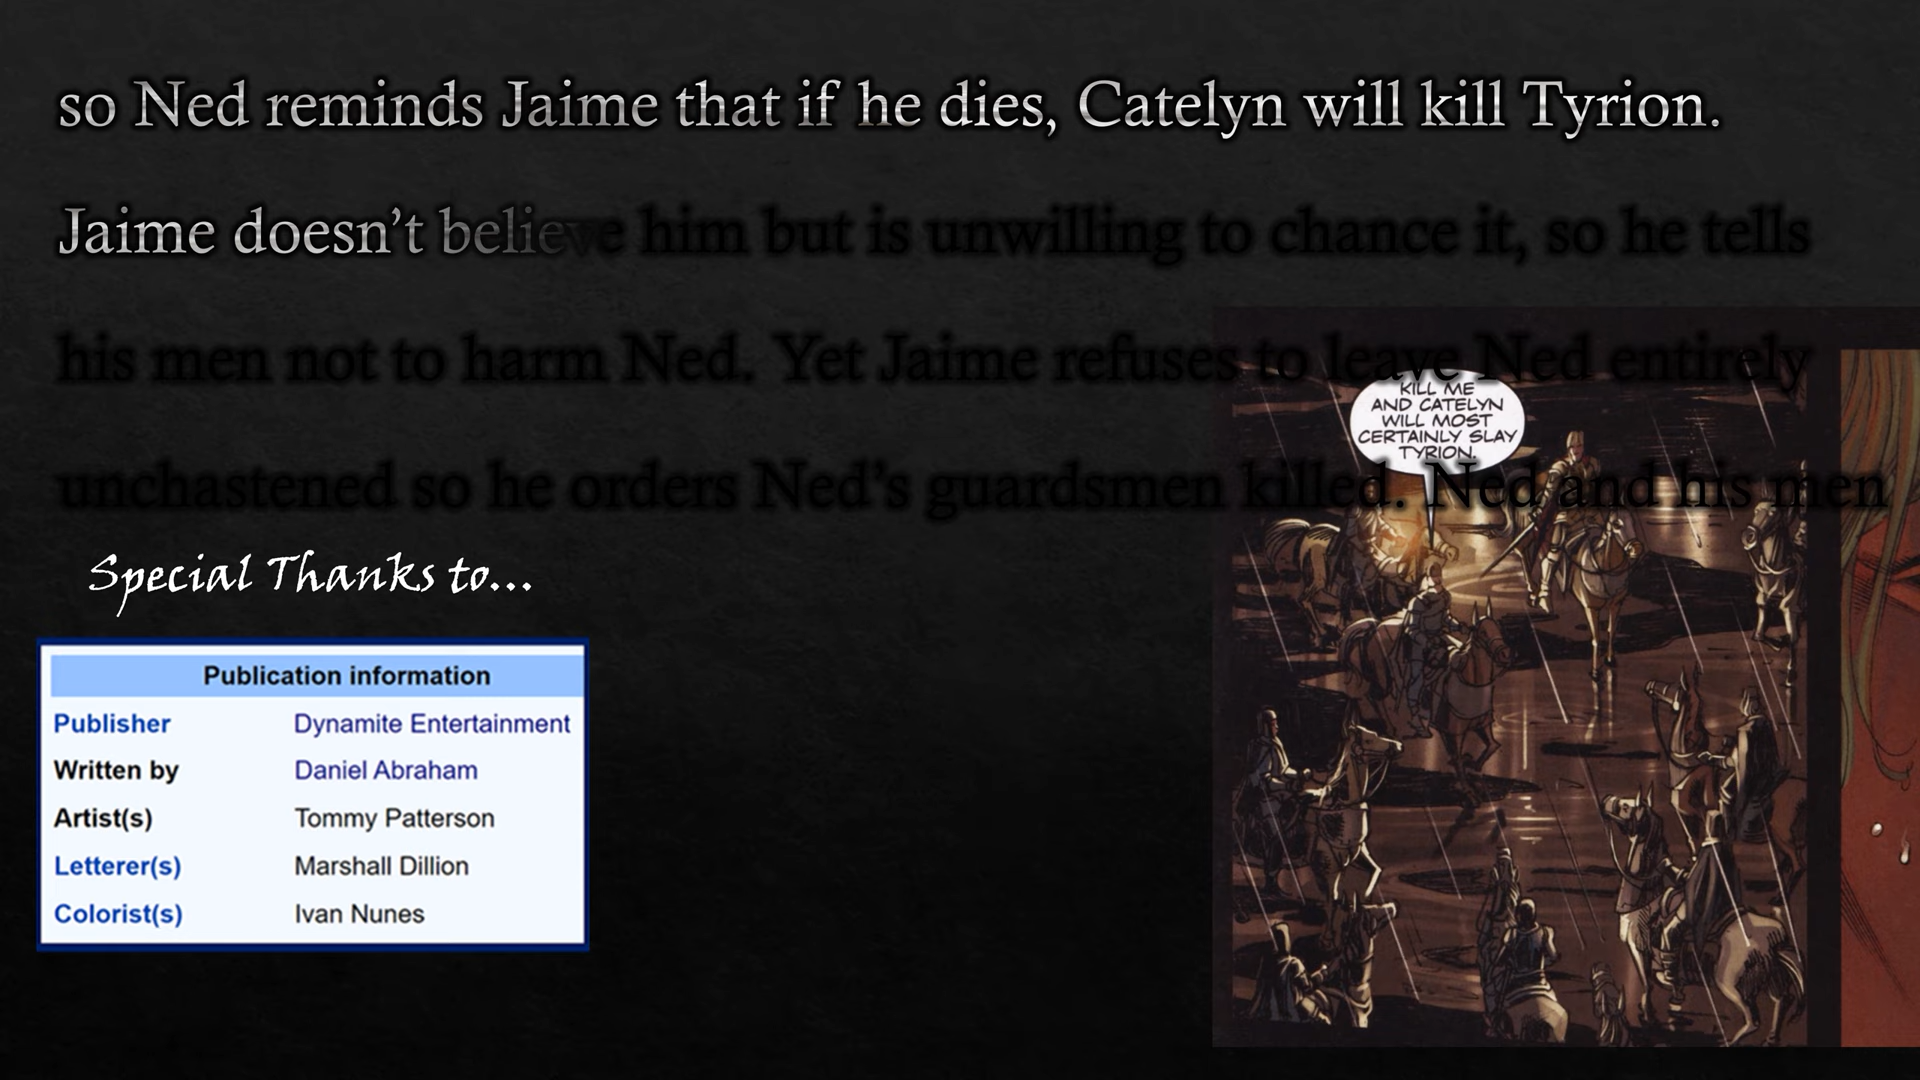 so Ned reminds Jaime that if he dies, Catelyn will kill Tyrion.
Jaime doesn’t believe him but is unwilling to chance it, so he tells
his men not to harm Ned. Yet Jaime refuses to leave Ned entirely
unchastened so he orders Ned’s guardsmen killed. Ned and his men
KILL ME
AND CATELYN
WILL MOST
CERTAINLY SLAY
TYRION.
Special Thanks to...
Publication information
Publisher Dynamite Entertainment
Written by Daniel Abraham
Artist(s) Tommy Patterson
Letterer(s) Marshall Dillion
Colorist(s) Ivan Nunes